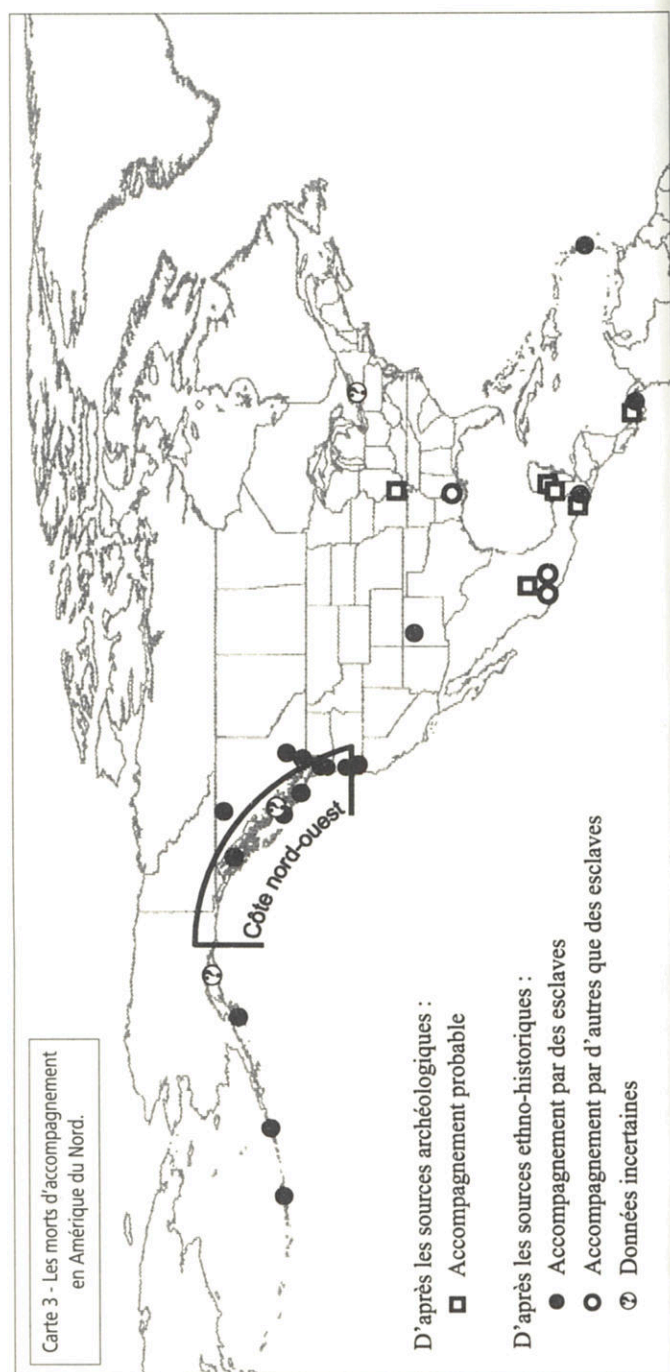 Carte 3 - Les morts d'accompagnement
en Amérique du Nord.
Côte nord-ouest
D'après les sources archéologiques :
Accompagnement probable
D'après les sources ethno-historiques :
Accompagnement par des esclaves
Accompagnement par d'autres que des esclaves
? Données incertaines
?
?
?